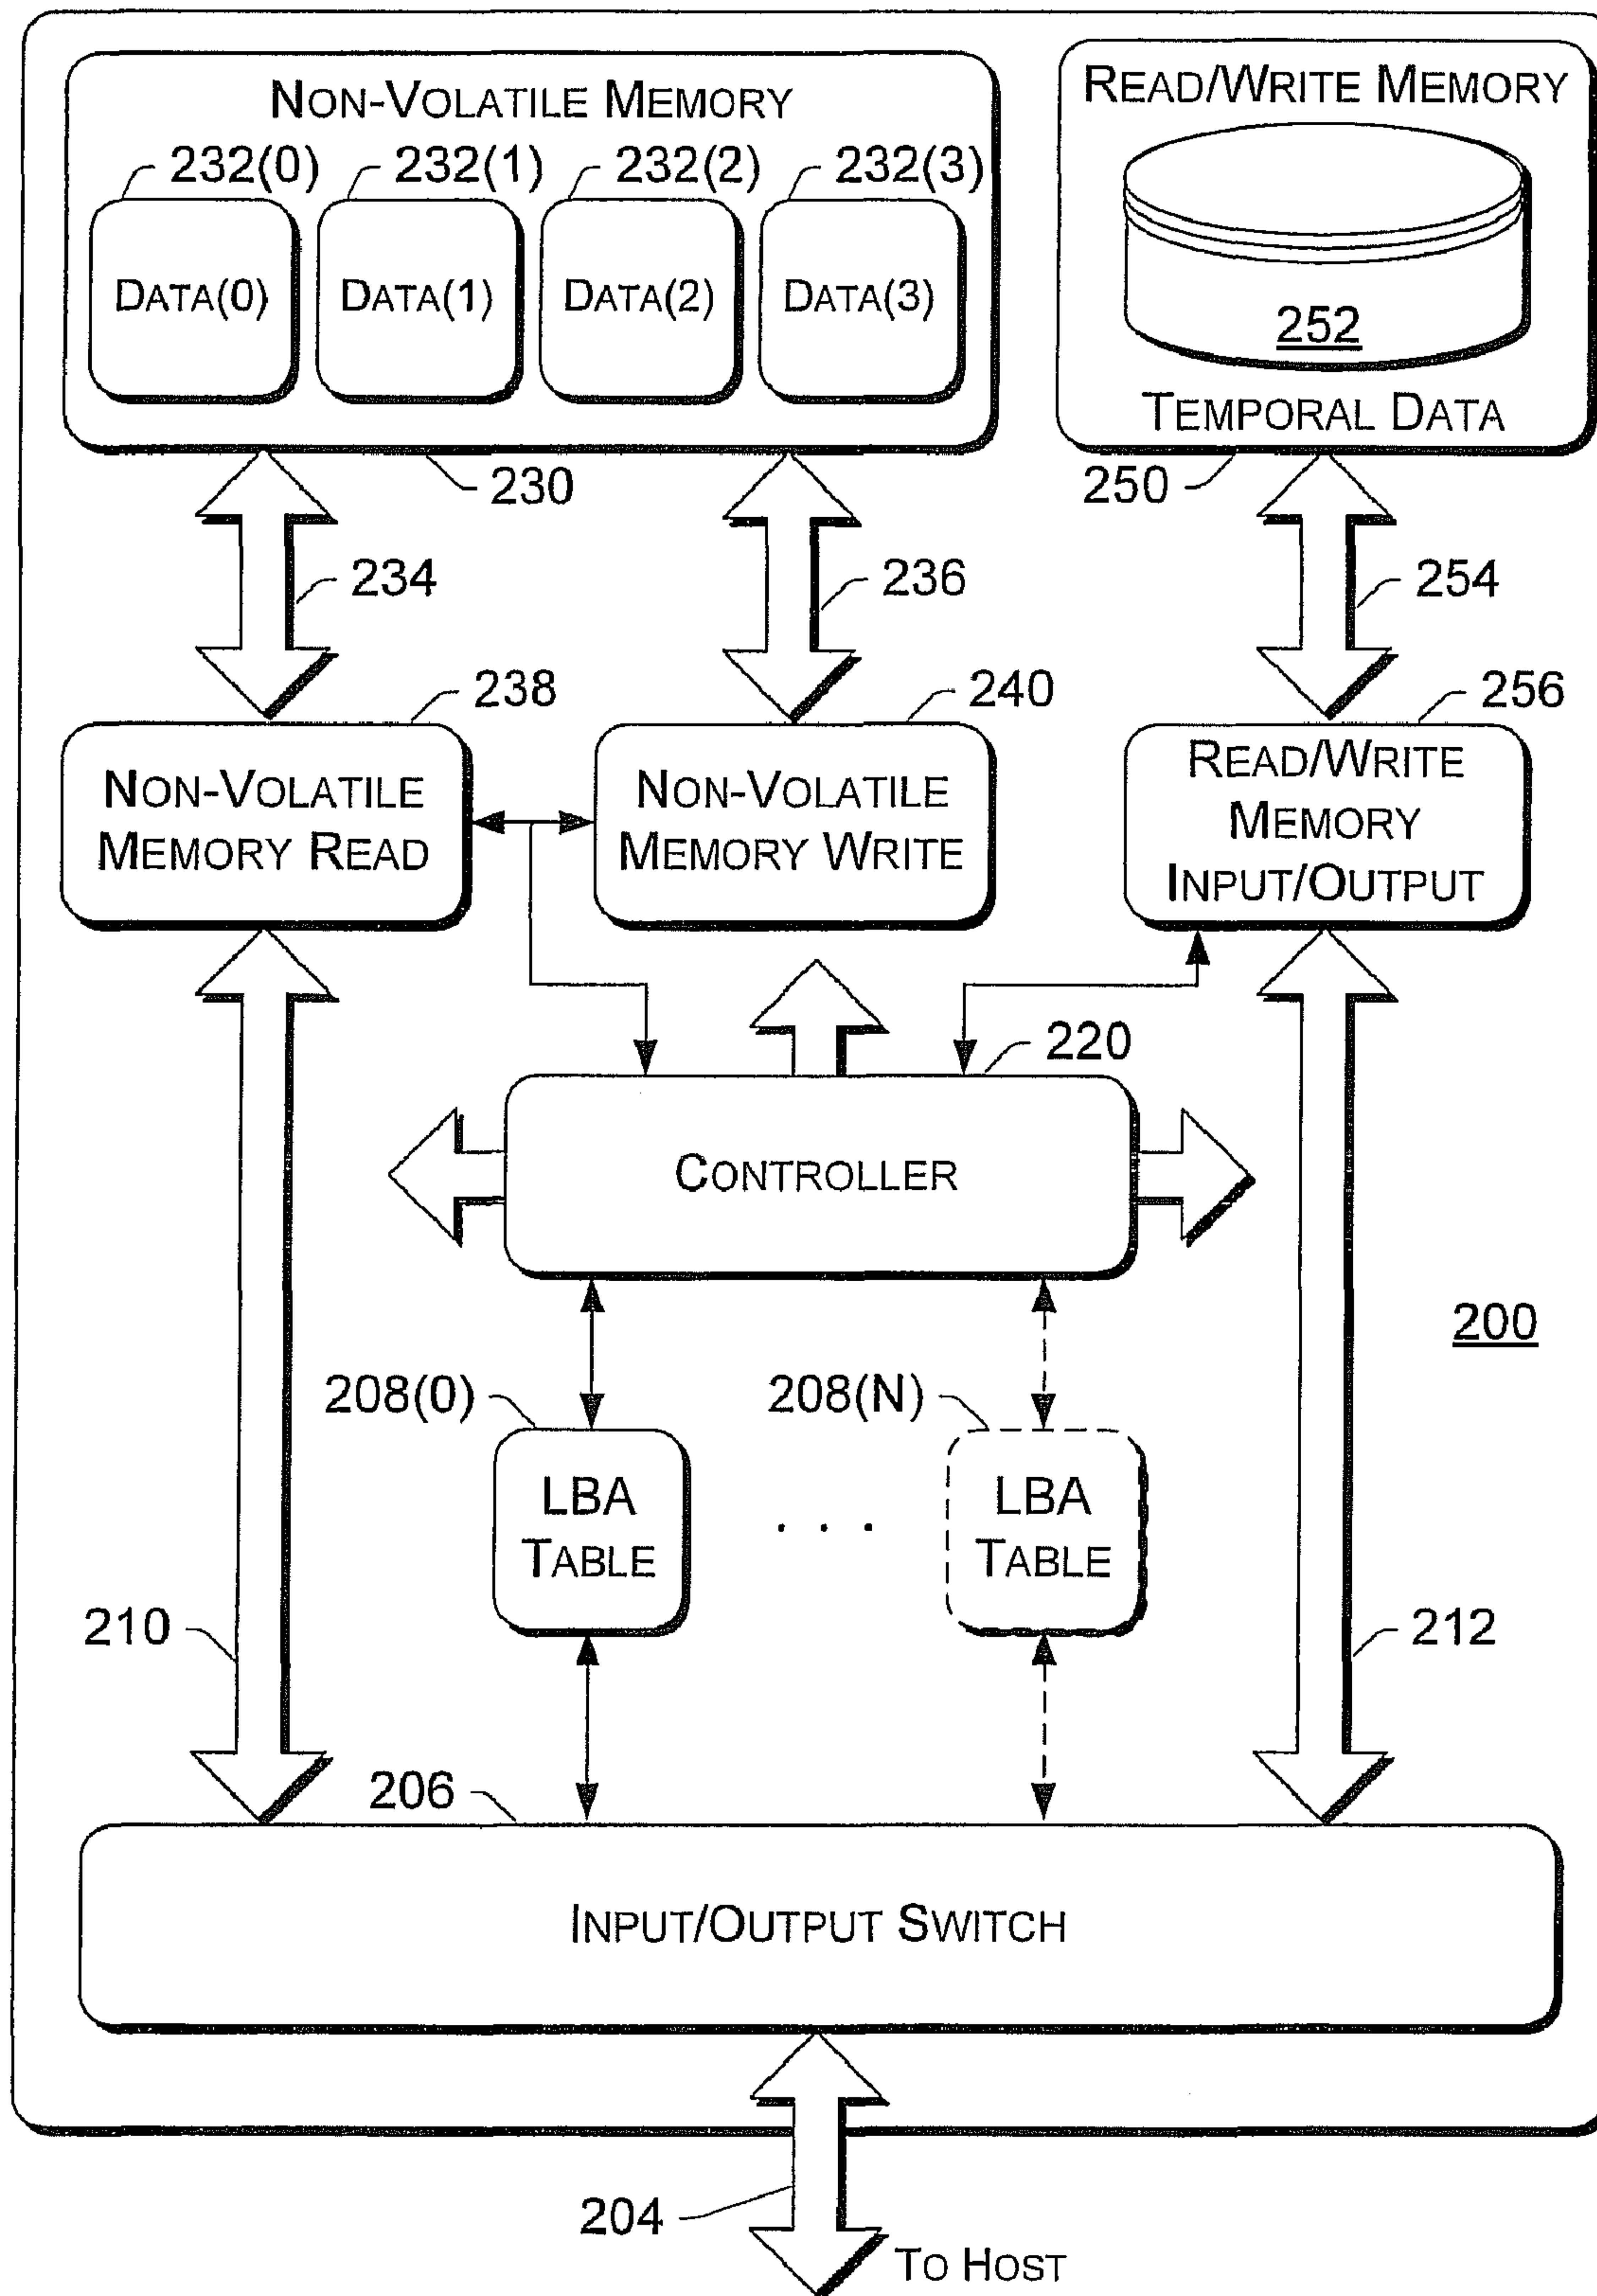 NON-VOLATILE MEMORY
232(0) 232(1) 232(2) 232(3)
DATA(0) DATA(1) DATA(2) DATA(3)
READ/WRITE MEMORY
252
TEMPORAL DATA
230
250
234
236
254
238
240
256
NON-VOLATILE
MEMORY READ
NON-VOLATILE
MEMORY WRITE
READ/WRITE
MEMORY
INPUT/OUTPUT
220
CONTROLLER
200
208(0)
208(N)
LBA
TABLE
. . .
LBA
TABLE
210
212
206
INPUT/OUTPUT SWITCH
204
TO HOST